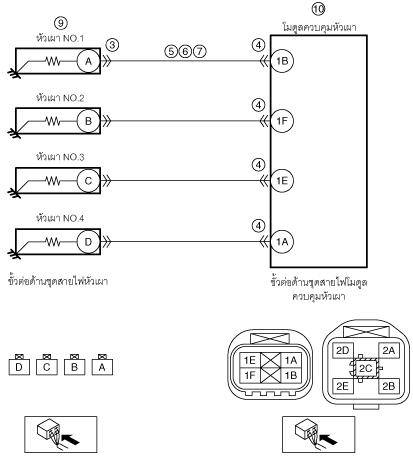 ⑨ ⑩
หัวเผา NO.1 ③ โมดูลควบคุมหัวเผา
A ⑤⑥⑦ ④ 1B
หัวเผา NO.2
B ④ 1F
หัวเผา NO.3
C ④ 1E
หัวเผา NO.4
D ④ 1A
ขั้วต่อด้านชุดสายไฟหัวเผา
ขั้วต่อด้านชุดสายไฟโมดูล
ควบคุมหัวเผา
D C B A
1E 1A
1F 1B
2D 2A
2C
2E 2B